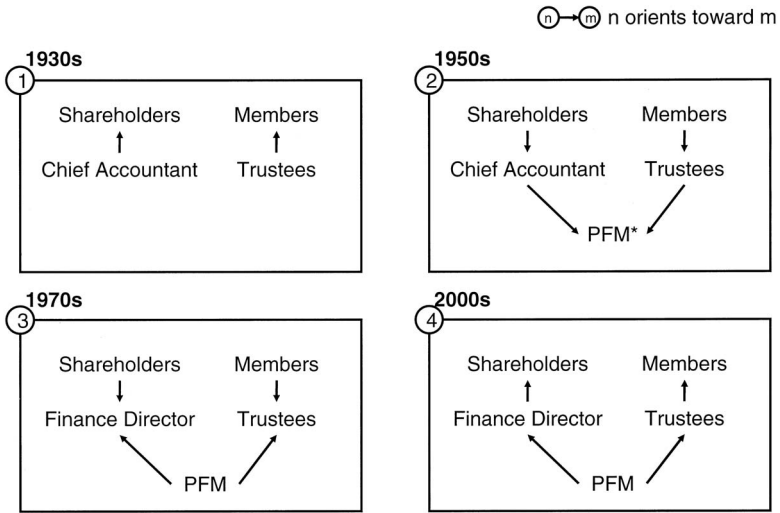 n m n orients toward m
1930s
1
Shareholders Members
Chief Accountant Trustees
1950s
2
Shareholders Members
Chief Accountant Trustees
PFM*
1970s
3
Shareholders Members
Finance Director Trustees
PFM
2000s
4
Shareholders Members
Finance Director Trustees
PFM